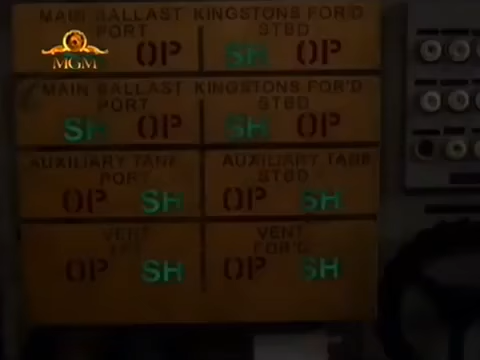 MAIN BALLAST KINGSTONS FOR'D
PORT STBD
OP SH OP
MGM
MAIN BALLAST KINGSTONS FOR'D
PORT STBD
SH OP SH OP
AUXILIARY TANK AUXILIARY TANK
PORT STBD
OP SH OP SH
VENT VENT
FOR'D
OP SH OP SH